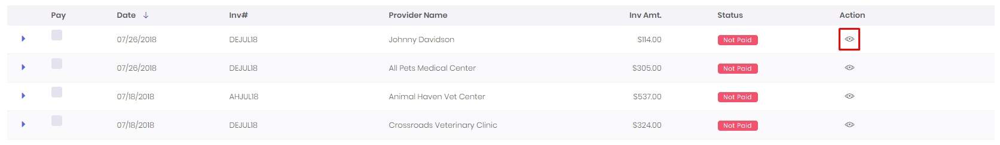 Pay Date Inv# Provider Name Inv Amt. Status Action
07/26/2018 DEJUL18 Johnny Davidson $114.00 Not Paid
07/26/2018 DEJUL18 All Pets Medical Center $305.00 Not Paid
07/18/2018 AHJUL18 Animal Haven Vet Center $537.00 Not Paid
07/18/2018 DEJUL18 Crossroads Veterinary Clinic $324.00 Not Paid